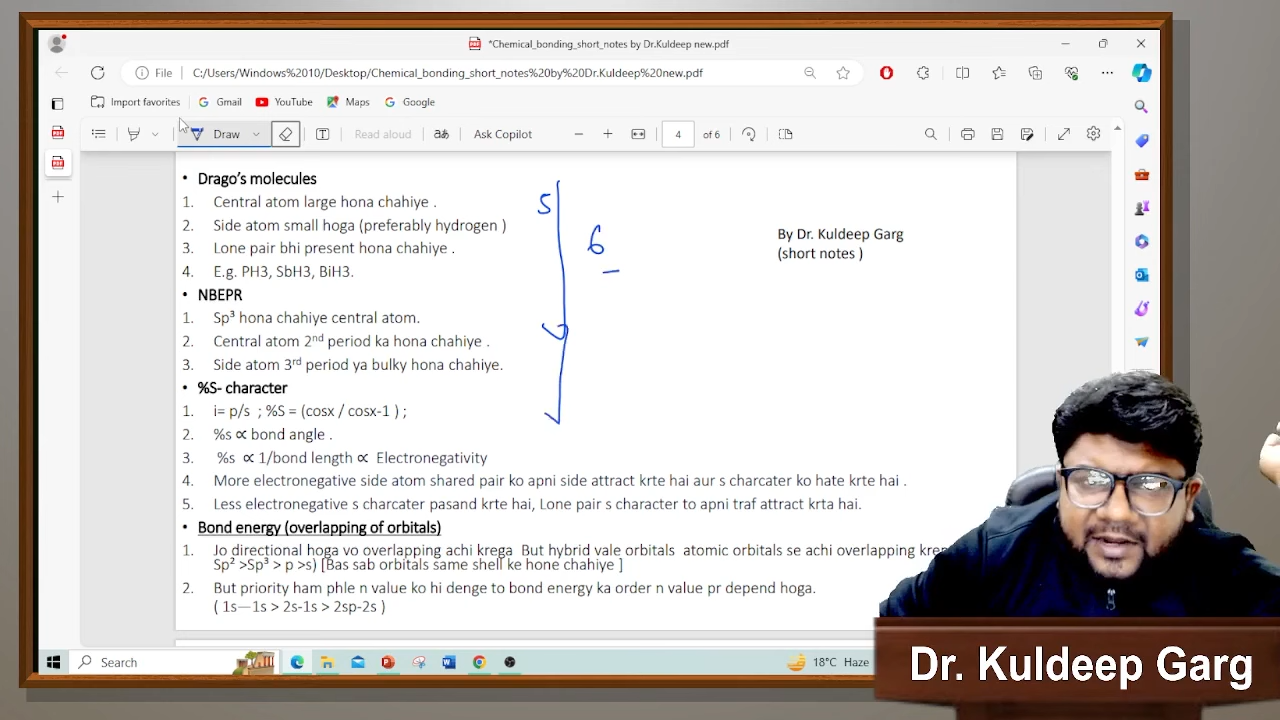 *Chemical_bonding_short_notes by Dr.Kuldeep new.pdf
File C:/Users/Windows%2010/Desktop/Chemical_bonding_short_notes%20by%20Dr.Kuldeep%20new.pdf
Import favorites Gmail YouTube Maps Google
Draw Read aloud Ask Copilot 4 of 6
• Drago's molecules
1. Central atom large hona chahiye .
2. Side atom small hoga (preferably hydrogen )
3. Lone pair bhi present hona chahiye .
4. E.g. PH3, SbH3, BiH3.
• NBEPR
1. Sp³ hona chahiye central atom.
2. Central atom 2nd period ka hona chahiye .
3. Side atom 3rd period ya bulky hona chahiye.
• %S- character
1. i= p/s ; %S = (cosx / cosx-1 ) ;
2. %s ∝ bond angle .
3. %s ∝ 1/bond length ∝ Electronegativity
4. More electronegative side atom shared pair ko apni side attract krte hai aur s charcater ko hate krte hai .
5. Less electronegative s charcater pasand krte hai, Lone pair s character to apni traf attract krta hai.
• Bond energy (overlapping of orbitals)
1. Jo directional hoga vo overlapping achi krega But hybrid vale orbitals atomic orbitals se achi overlapping
Sp² >Sp³ > p >s) [Bas sab orbitals same shell ke hone chahiye ]
2. But priority ham phle n value ko hi denge to bond energy ka order n value pr depend hoga.
( 1s—1s > 2s-1s > 2sp-2s )
5
6
By Dr. Kuldeep Garg
(short notes )
Search 18°C Haze
Dr. Kuldeep Garg